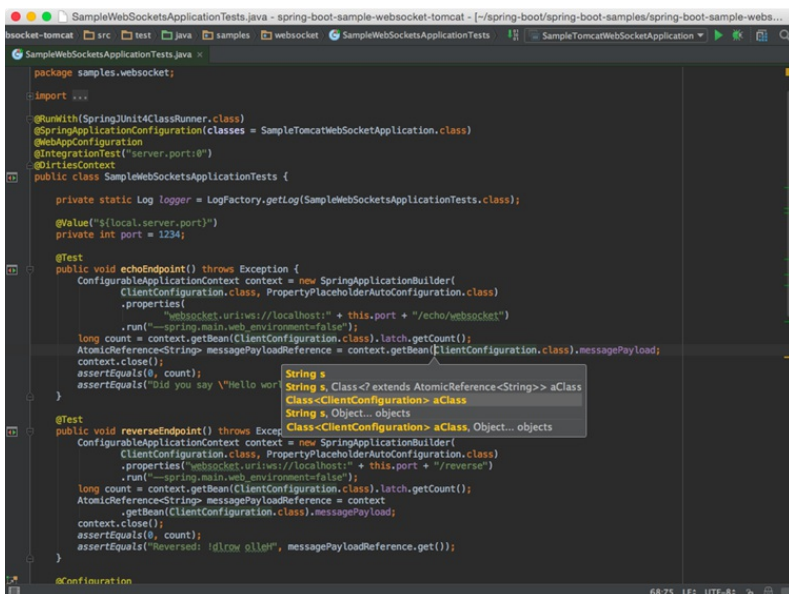 SampleWebSocketsApplicationTests.java - spring-boot-sample-websocket-tomcat - [~/spring-boot/spring-boot-samples/spring-boot-sample-webs...
bsocket-tomcat src test java samples websocket SampleWebSocketsApplicationTests SampleTomcatWebSocketApplication
SampleWebSocketsApplicationTests.java ×
package samples.websocket;
import ...
@RunWith(SpringJUnit4ClassRunner.class)
@SpringApplicationConfiguration(classes = SampleTomcatWebSocketApplication.class)
@WebAppConfiguration
@IntegrationTest("server.port:0")
@DirtiesContext
public class SampleWebSocketsApplicationTests {
private static Log logger = LogFactory.getLog(SampleWebSocketsApplicationTests.class);
@Value("${local.server.port}")
private int port = 1234;
@Test
public void echoEndpoint() throws Exception {
ConfigurableApplicationContext context = new SpringApplicationBuilder(
ClientConfiguration.class, PropertyPlaceholderAutoConfiguration.class)
.properties(
"websocket.uri:ws://localhost:" + this.port + "/echo/websocket")
.run("--spring.main.web_environment=false");
long count = context.getBean(ClientConfiguration.class).latch.getCount();
AtomicReference<String> messagePayloadReference = context.getBean(ClientConfiguration.class).messagePayload;
context.close();
assertEquals(0, count);
assertEquals("Did you say \"Hello worl
String s
String s, Class<? extends AtomicReference<String>> aClass
Class<ClientConfiguration> aClass
String s, Object... objects
Class<ClientConfiguration> aClass, Object... objects
}
@Test
public void reverseEndpoint() throws Excep
ConfigurableApplicationContext context = new SpringApplicationBuilder(
ClientConfiguration.class, PropertyPlaceholderAutoConfiguration.class)
.properties("websocket.uri:ws://localhost:" + this.port + "/reverse")
.run("--spring.main.web_environment=false");
long count = context.getBean(ClientConfiguration.class).latch.getCount();
AtomicReference<String> messagePayloadReference = context
.getBean(ClientConfiguration.class).messagePayload;
context.close();
assertEquals(0, count);
assertEquals("Reversed: !dlrow olleH", messagePayloadReference.get());
}
@Configuration
68:75 LF: UTF-8: